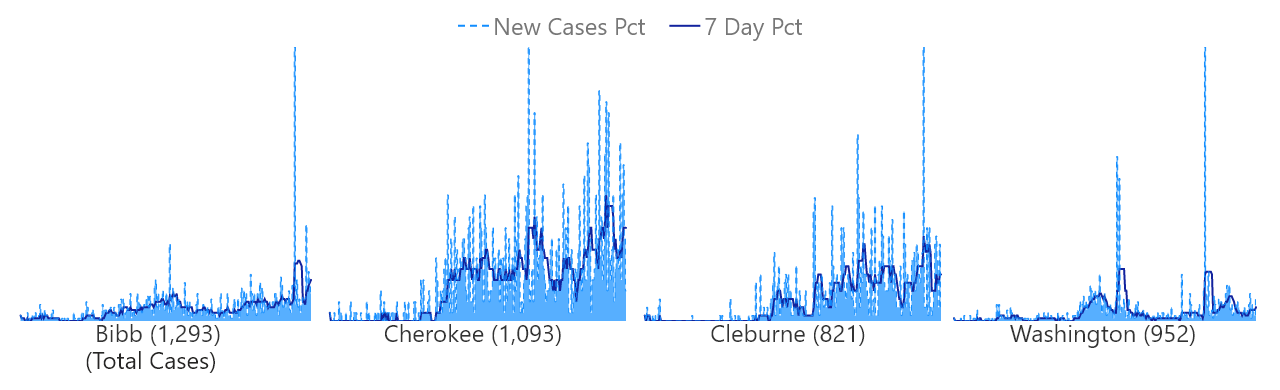 New Cases Pct 7 Day Pct
Bibb (1,293) Cherokee (1,093) Cleburne (821) Washington (952)
(Total Cases)